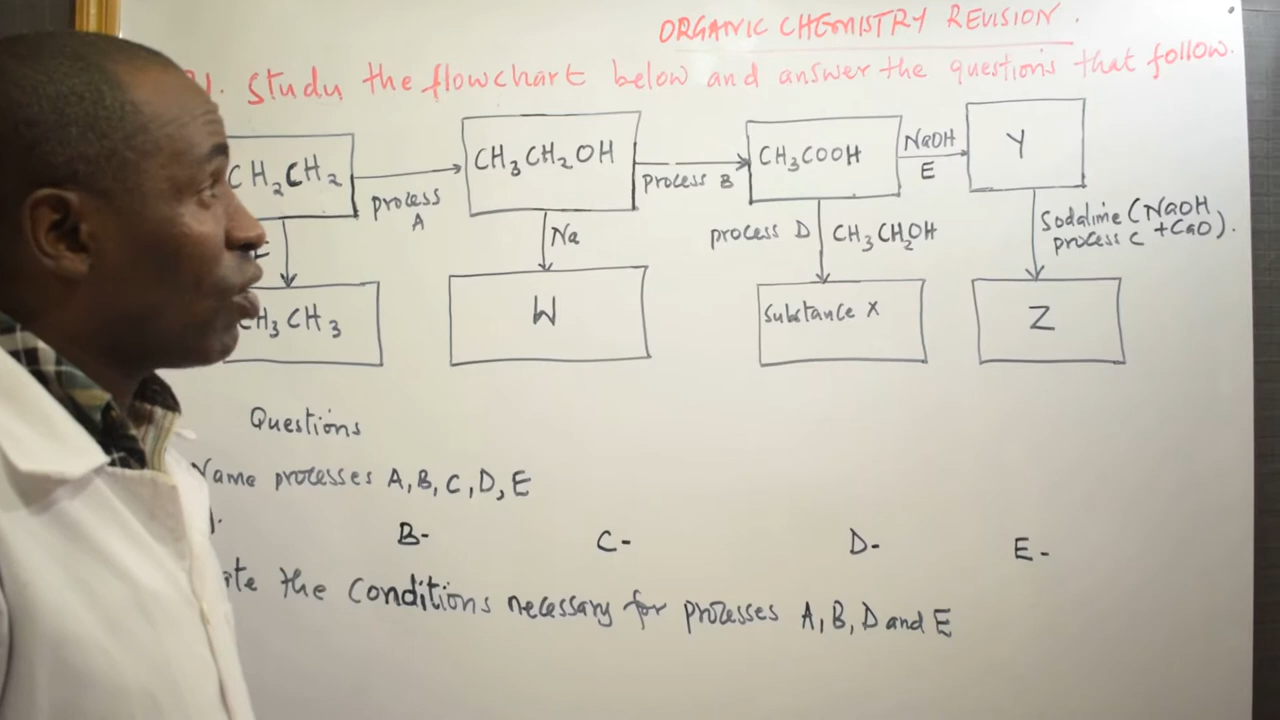 ORGANIC CHEMISTRY REVISION.
1. Study the flowchart below and answer the questions that follow.
CH₂CH₂
process A
CH₃CH₂OH
process B
CH₃COOH
NaOH
E
Y
Na
process D
CH₃CH₂OH
Sodalime (NaOH
process C + CaO).
CH₃CH₃
W
Substance X
Z
Questions
Name processes A, B, C, D, E
B- C- D- E-
the conditions necessary for processes A, B, D and E